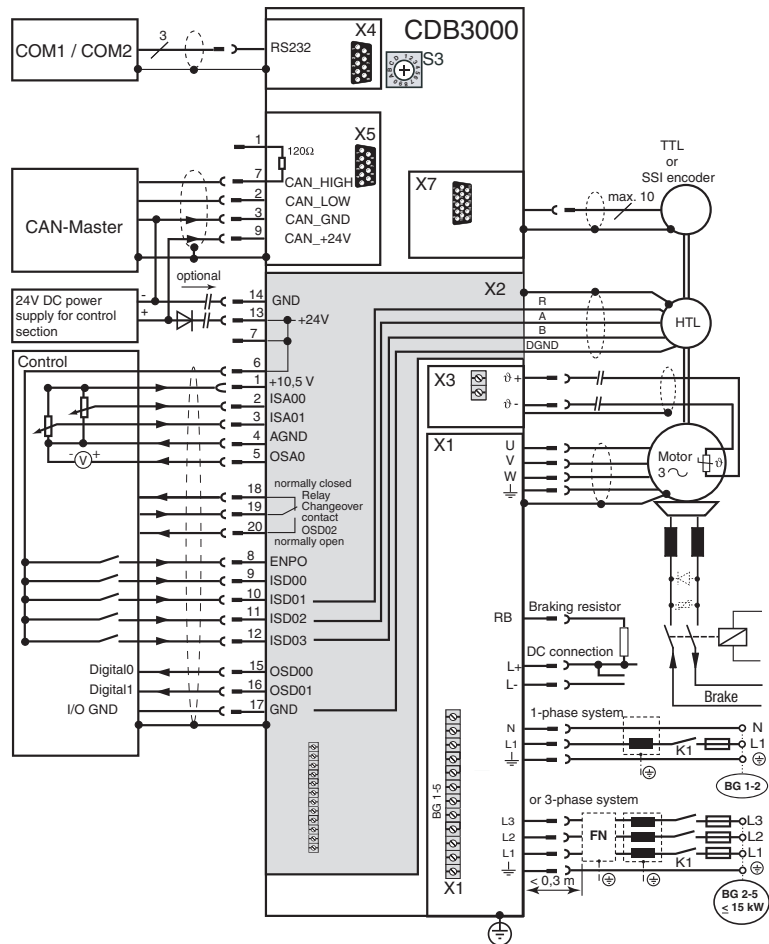 CDB3000
COM1 / COM2
3
RS232
X4
S3
1
120Ω
X5
7
CAN_HIGH
2
CAN_LOW
3
CAN_GND
9
CAN_+24V
CAN-Master
X7
TTL
or
SSI encoder
max. 10
optional
24V DC power
supply for control
section
-
+
14
GND
13
+24V
7
X2
R
A
B
DGND
HTL
Control
6
1
+10,5 V
2
ISA00
3
ISA01
4
AGND
5
OSA0
- V +
X3
ϑ+
ϑ-
X1
U
V
W
Motor
3
ϑ
18
normally closed
Relay
19
Changeover
contact
20
OSD02
normally open
8
ENPO
9
ISD00
10
ISD01
11
ISD02
12
ISD03
Digital0
15
OSD00
Digital1
16
OSD01
I/O GND
17
GND
RB
Braking resistor
L+
DC connection
L-
Brake
1-phase system
N
N
L1
K1
L1
BG 1-2
BG 1-5
or 3-phase system
L3
L3
L2
FN
L2
L1
K1
L1
X1
< 0,3 m
BG 2-5
≤ 15 kW